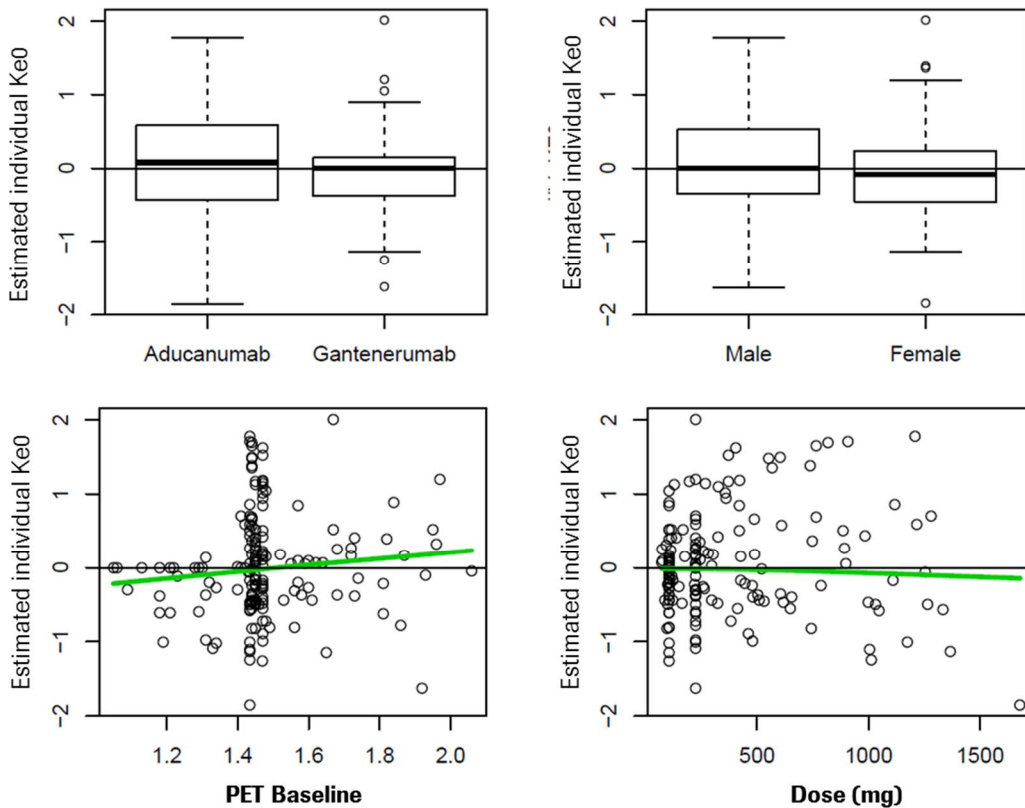 Estimated individual Ke0
2
1
0
−1
−2
Aducanumab
Gantenerumab
Estimated individual Ke0
2
1
0
−1
−2
Male
Female
Estimated individual Ke0
2
1
0
−1
−2
1.2
1.4
1.6
1.8
2.0
PET Baseline
Estimated individual Ke0
2
1
0
−1
−2
500
1000
1500
Dose (mg)